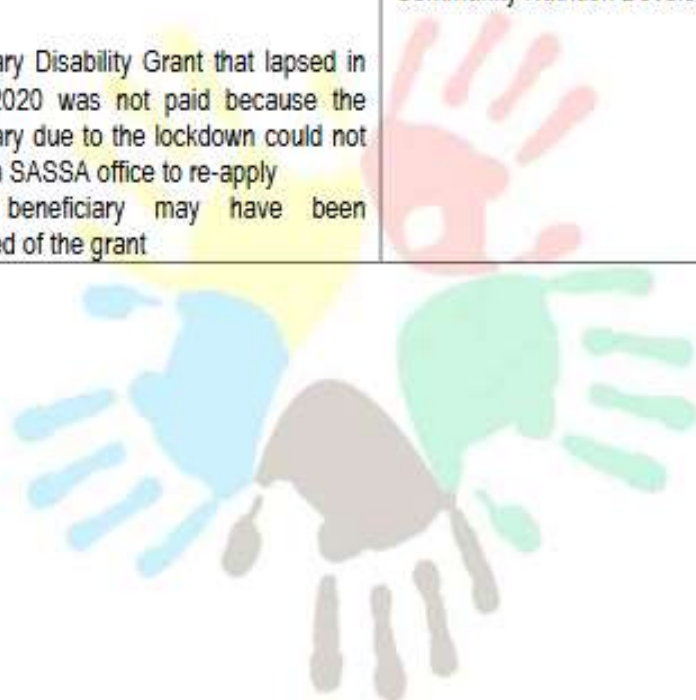 ary Disability Grant that lapsed in
2020 was not paid because the
ary due to the lockdown could not
SASSA office to re-apply
beneficiary may have been
ed of the grant